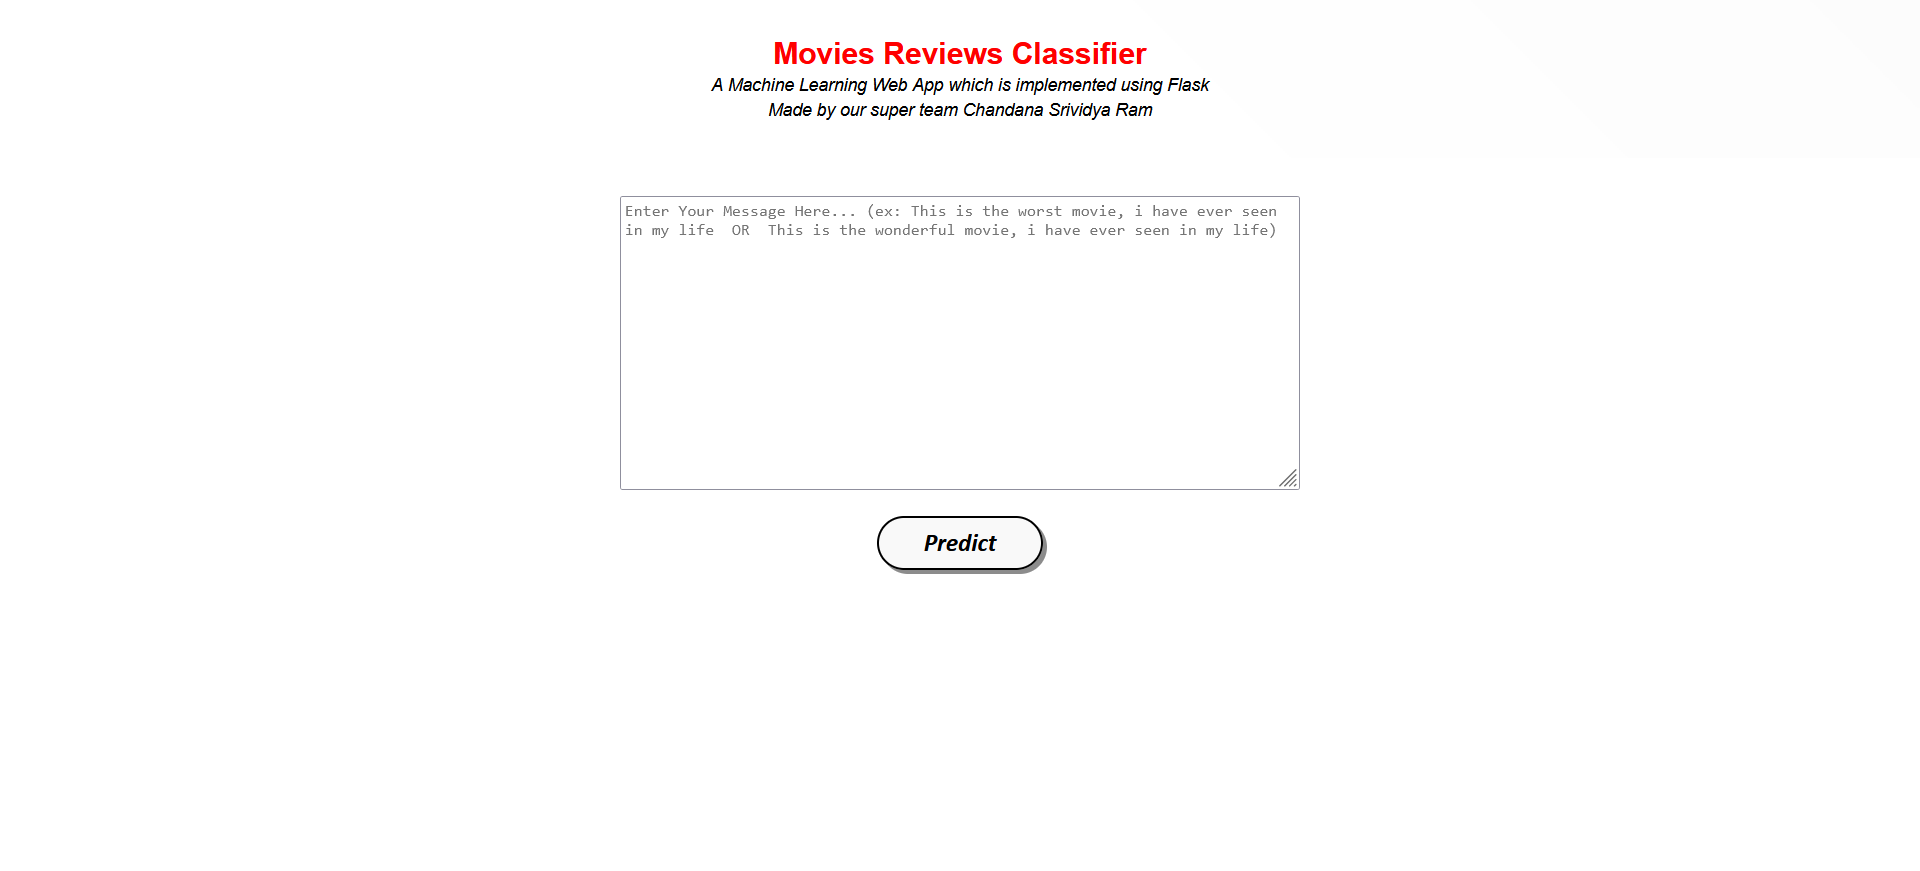 Movies Reviews Classifier
A Machine Learning Web App which is implemented using Flask
Made by our super team Chandana Srividya Ram
Enter Your Message Here... (ex: This is the worst movie, i have ever seen
in my life  OR  This is the wonderful movie, i have ever seen in my life)
Predict